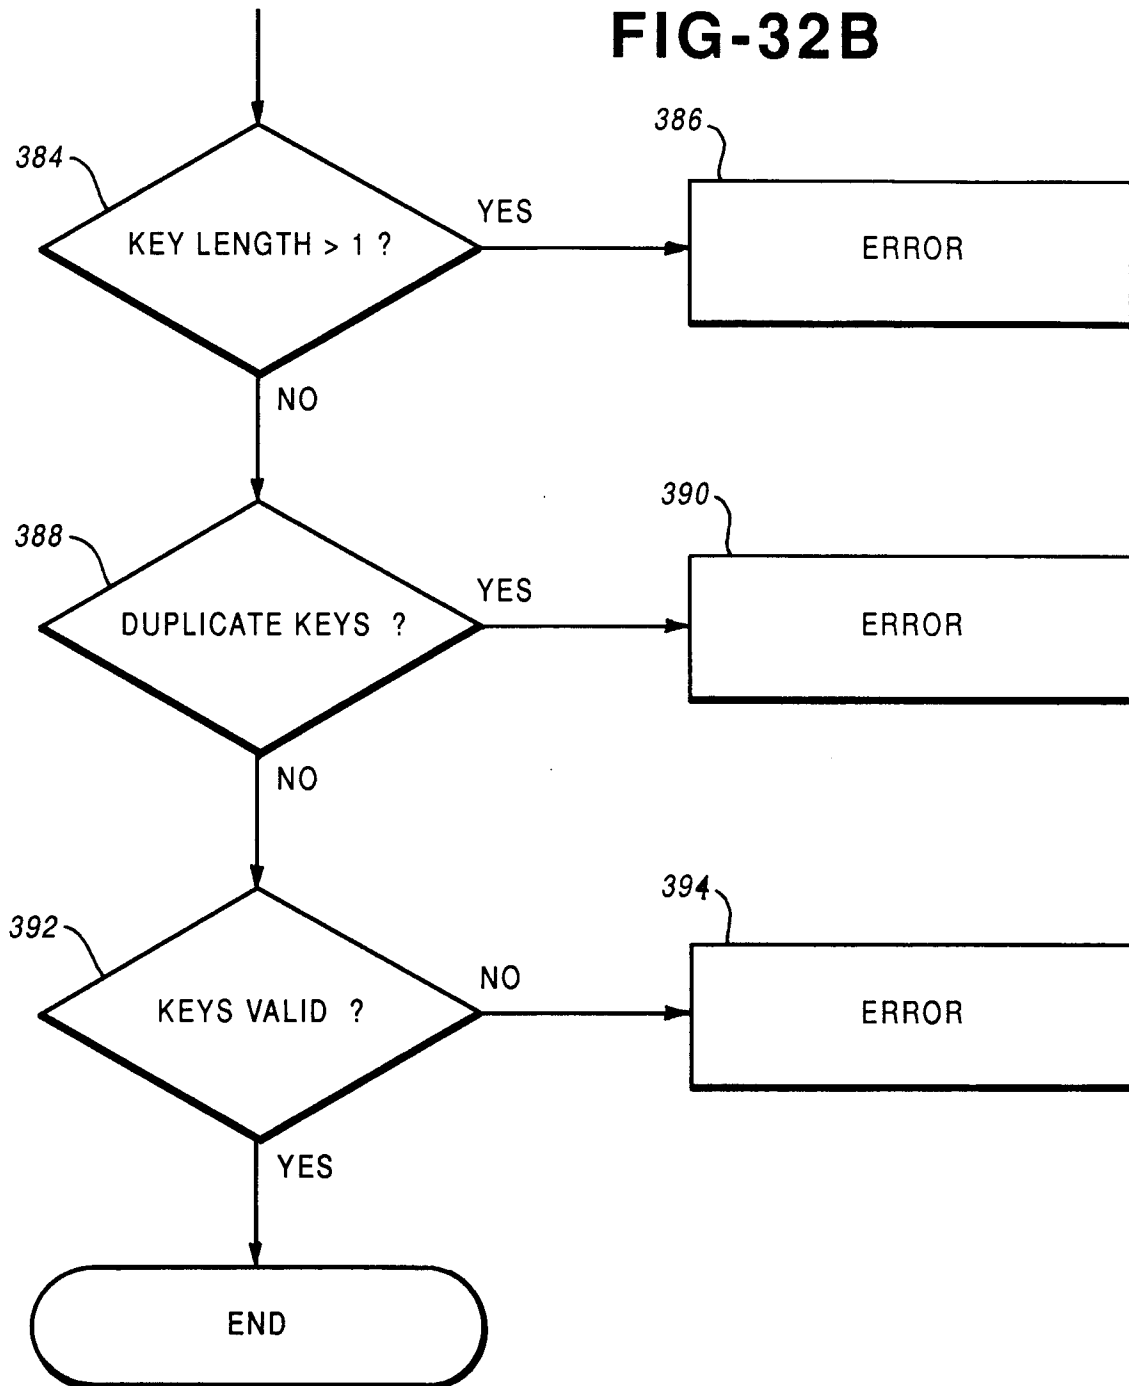 FIG-32B
384
386
KEY LENGTH > 1 ?
YES
ERROR
NO
388
390
DUPLICATE KEYS ?
YES
ERROR
NO
392
394
KEYS VALID ?
NO
ERROR
YES
END